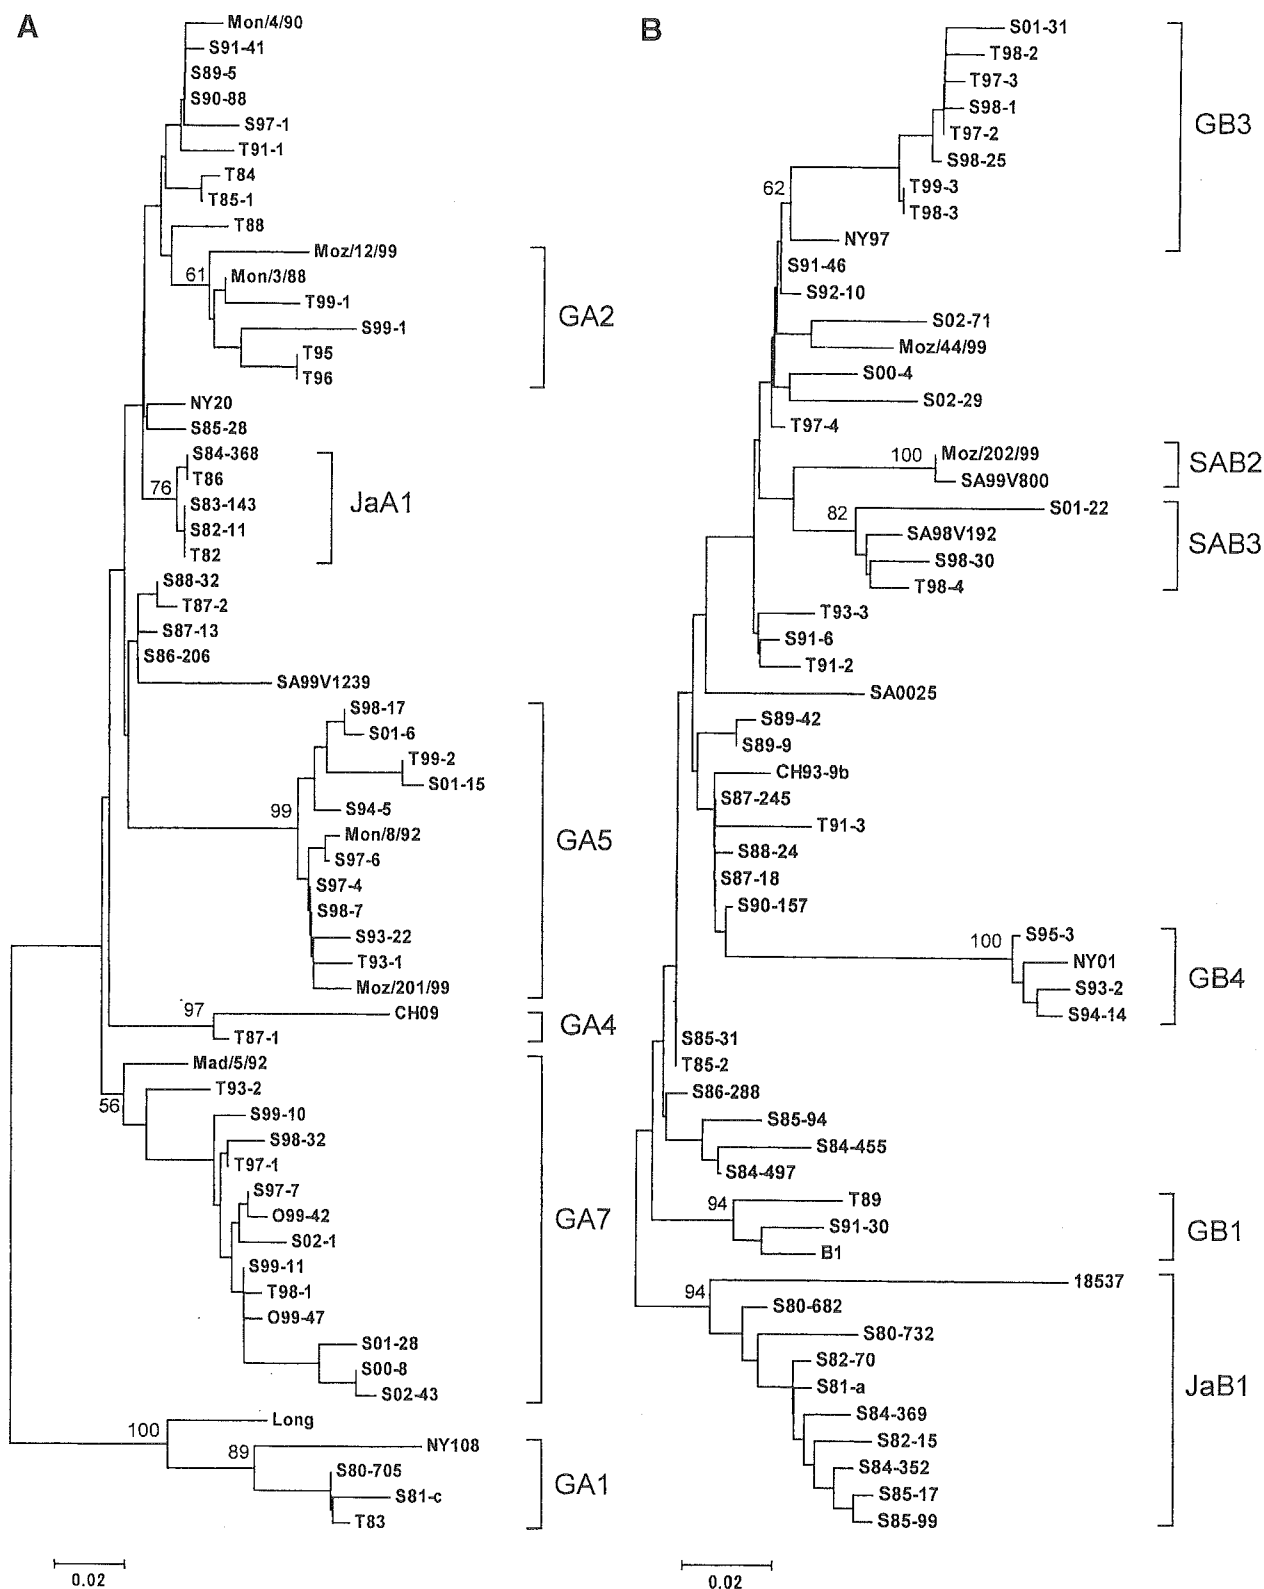 A
Mon/4/90
S91-41
S89-5
S90-88
S97-1
T91-1
T84
T85-1
T88
Moz/12/99
61
Mon/3/88
T99-1
GA2
S99-1
T95
T96
NY20
S85-28
S84-368
T86
76
JaA1
S83-143
S82-11
T82
S88-32
T87-2
S87-13
S86-206
SA99V1239
S98-17
S01-6
T99-2
S01-15
99
S94-5
Mon/8/92
GA5
S97-6
S97-4
S98-7
S93-22
T93-1
Moz/201/99
97
CH09
GA4
T87-1
Mad/5/92
T93-2
56
S99-10
S98-32
T97-1
S97-7
O99-42
GA7
S02-1
S99-11
T98-1
O99-47
S01-28
S00-8
S02-43
Long
100
NY108
89
S80-705
GA1
S81-c
T83
0.02
B
S01-31
T98-2
T97-3
S98-1
GB3
T97-2
S98-25
T99-3
62
T98-3
NY97
S91-46
S92-10
S02-71
Moz/44/99
S00-4
S02-29
T97-4
100
Moz/202/99
SAB2
SA99V800
82
S01-22
SA98V192
SAB3
S98-30
T98-4
T93-3
S91-6
T91-2
SA0025
S89-42
S89-9
CH93-9b
S87-245
T91-3
S88-24
S87-18
S90-157
100
S95-3
NY01
GB4
S93-2
S94-14
S85-31
T85-2
S86-288
S85-94
S84-455
S84-497
94
T89
S91-30
GB1
B1
94
18537
S80-682
S80-732
S82-70
S81-a
JaB1
S84-369
S82-15
S84-352
S85-17
S85-99
0.02